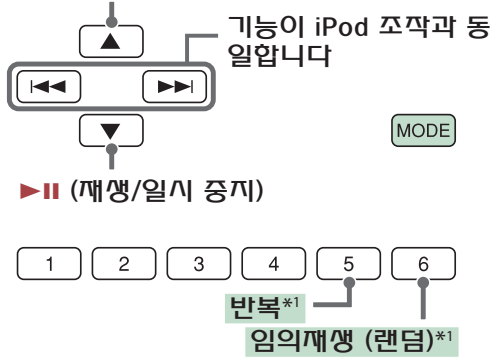 기능이 iPod 조작과 동
일합니다
MODE
(재생/일시 중지)
1 2 3 4 5 6
반복*1
임의재생 (랜덤)*1